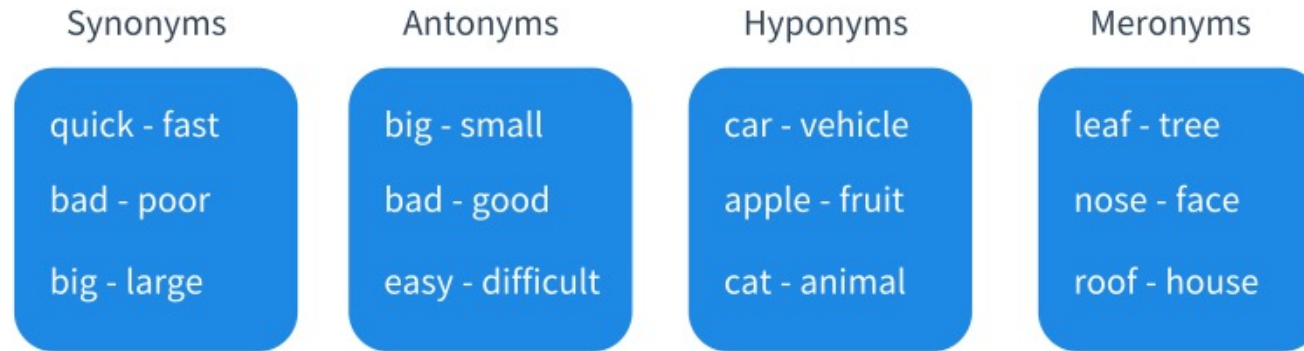 Synonyms
quick - fast
bad - poor
big - large
Antonyms
big - small
bad - good
easy - difficult
Hyponyms
car - vehicle
apple - fruit
cat - animal
Meronyms
leaf - tree
nose - face
roof - house